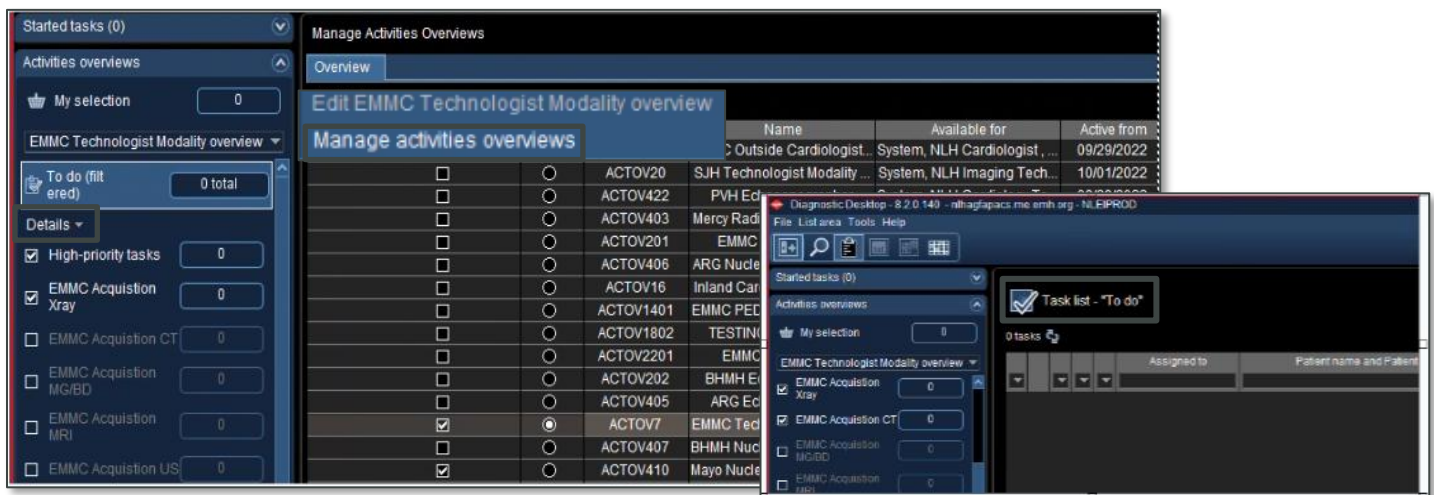 Started tasks (0)
Activities overviews
My selection
0
EMMC Technologist Modality overview
To do (filt
ered)
0 total
Details
High-priority tasks
0
EMMC Acquistion
Xray
0
EMMC Acquistion CT
0
EMMC Acquistion
MG/BD
0
EMMC Acquistion
MRI
0
EMMC Acquistion US
0
Manage Activities Overviews
Overview
Edit EMMC Technologist Modality overview
Manage activities overviews
Name Available for Active from
C Outside Cardiologist... System, NLH Cardiologist , ... 09/29/2022
ACTOV20 SJH Technologist Modality ... System, NLH Imaging Tech... 10/01/2022
ACTOV422 PVH
ACTOV403 Mercy Radi
ACTOV201 EMMC
ACTOV406 ARG Nucle
ACTOV16 Inland Car
ACTOV1401 EMMC PED
ACTOV1802 TESTIN
ACTOV2201 EMMC
ACTOV202 BHMH E
ACTOV405 ARG Ec
ACTOV7 EMMC Tec
ACTOV407 BHMH Nuc
ACTOV410 Mayo Nucle
Diagnostic Desktop - 8.2.0.140 - nlhagfapacs.me.emh.org - NLEIPROD
File List area Tools Help
Started tasks (0)
Activities overviews
My selection
0
EMMC Technologist Modality overview
EMMC Acquistion
Xray
0
EMMC Acquistion CT
0
EMMC Acquistion
MG/BD
0
EMMC Acquistion
MRI
0
Task list - "To do"
0 tasks
Assigned to Patient name and Patient